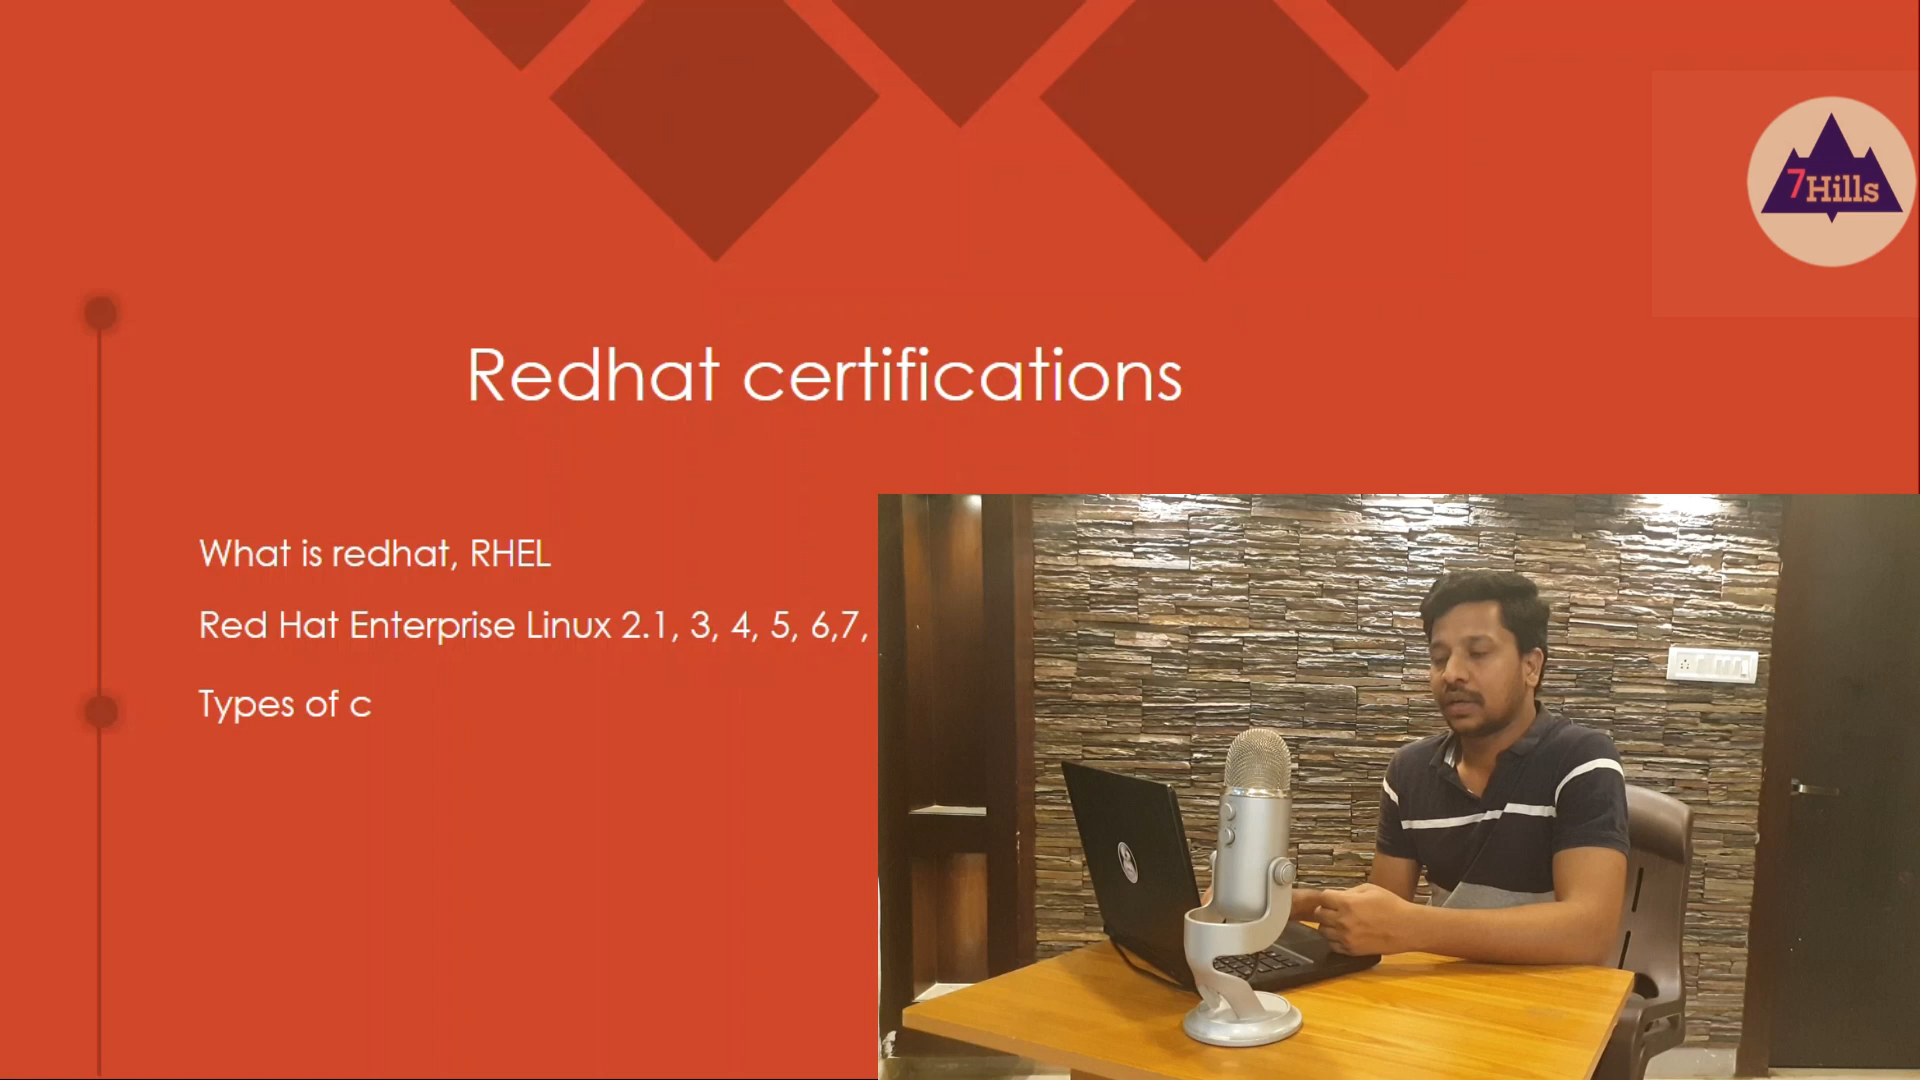 7Hills
Redhat certifications
What is redhat, RHEL
Red Hat Enterprise Linux 2.1, 3, 4, 5, 6,7,
Types of c